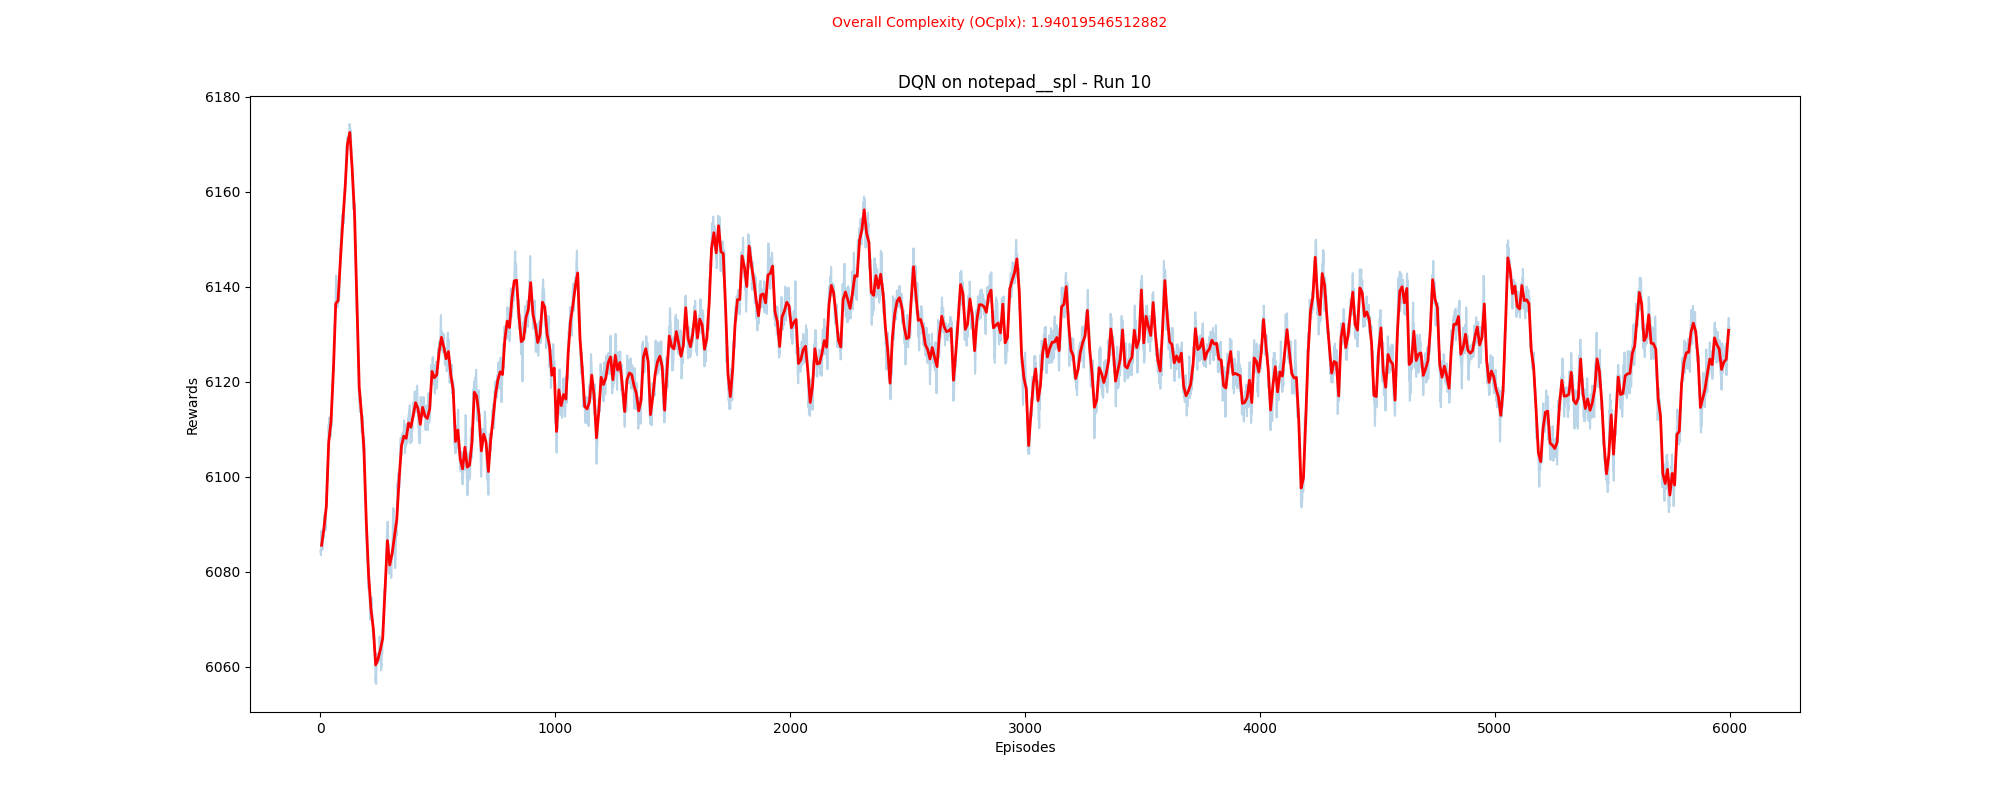 Overall Complexity (OCplx): 1.94019546512882
DQN on notepad__spl - Run 10
6180
6160
6140
6120
6100
6080
6060
Rewards
0 1000 2000 3000 4000 5000 6000
Episodes